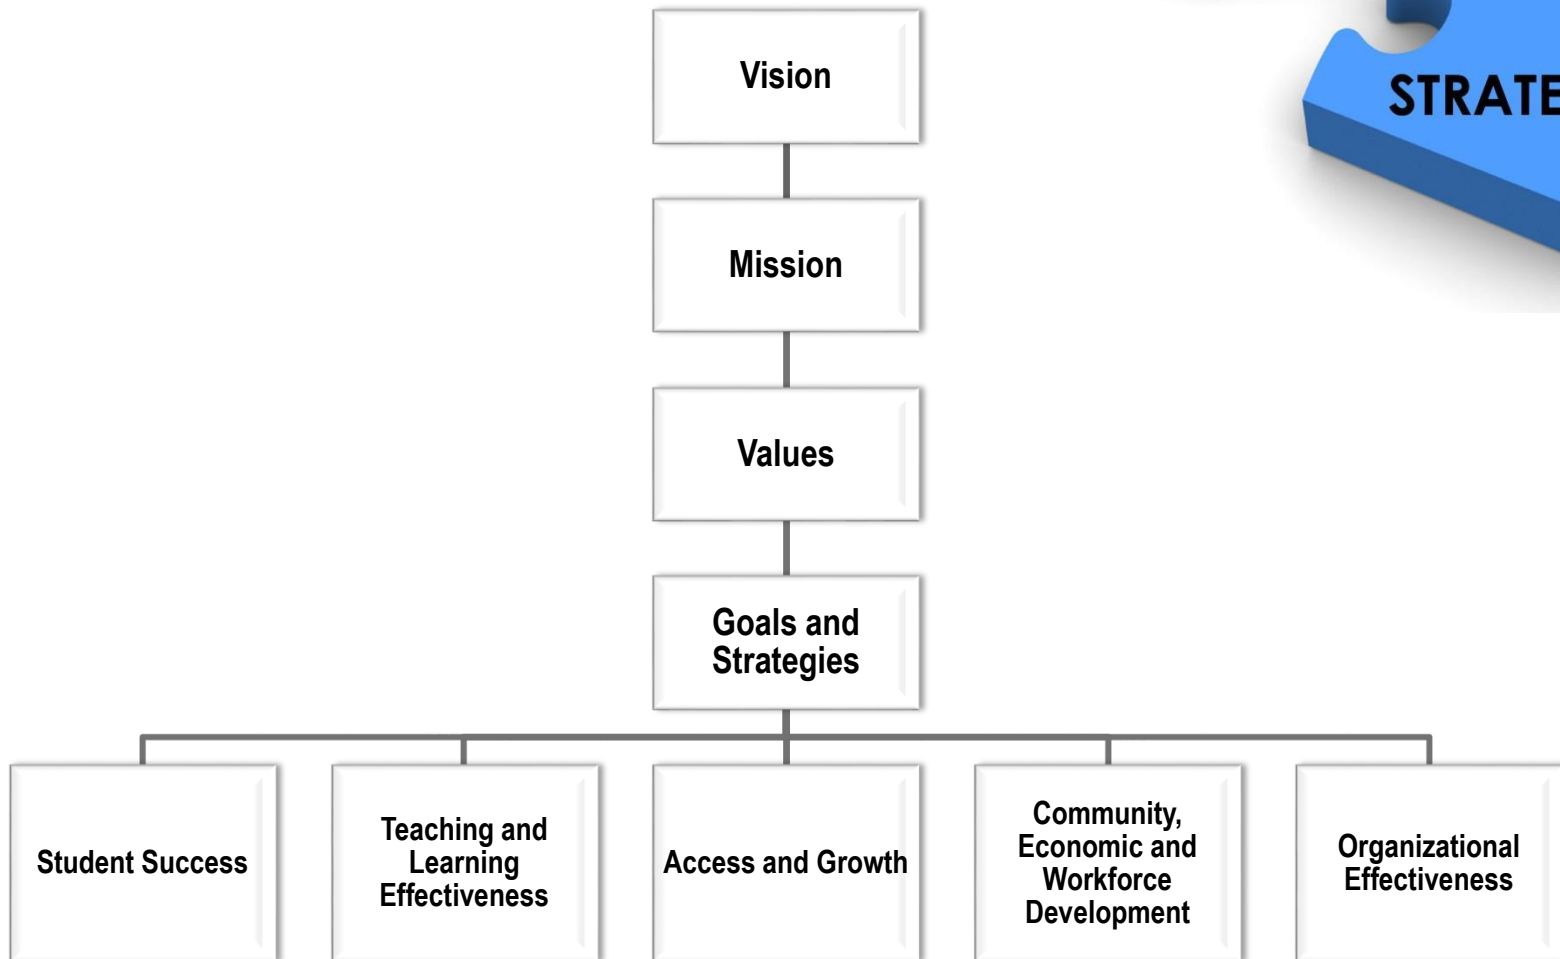 Vision
STRATE
Mission
Values
Goals and
Strategies
Student Success
Teaching and
Learning
Effectiveness
Access and Growth
Community,
Economic and
Workforce
Development
Organizational
Effectiveness